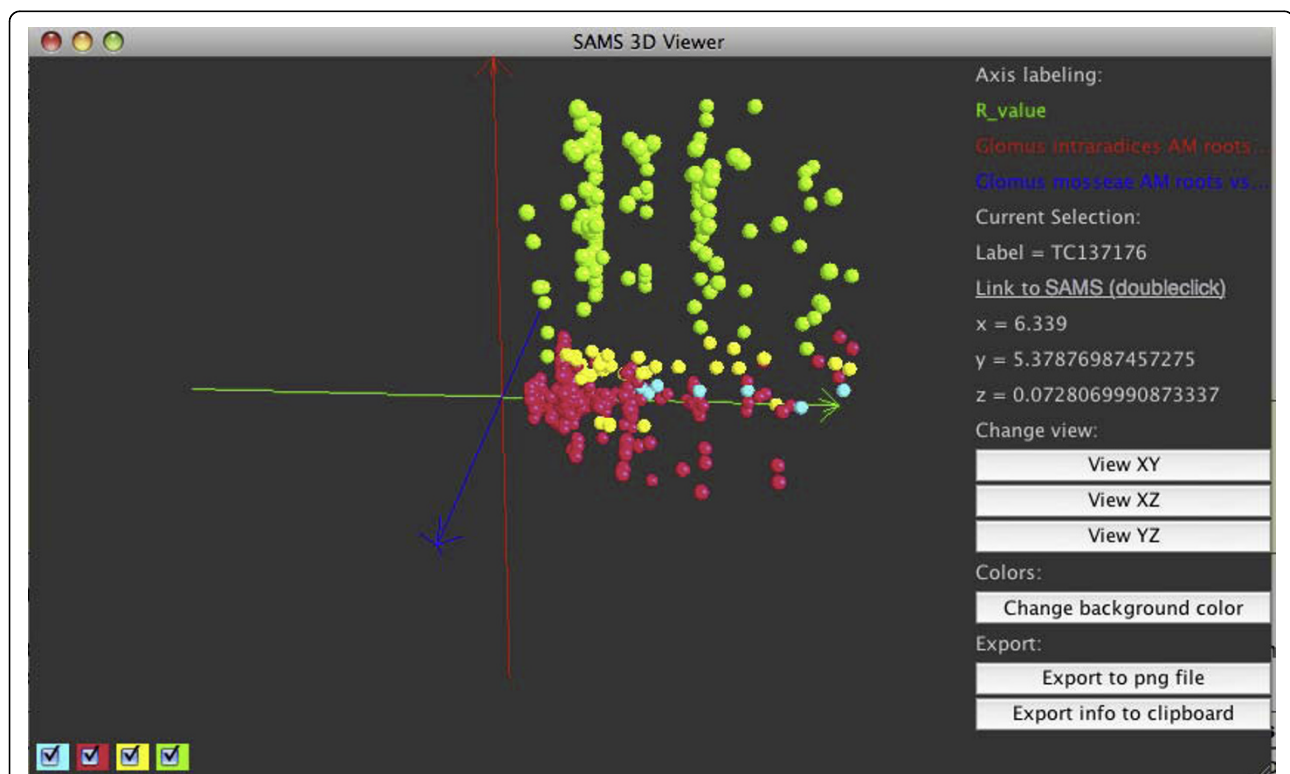 SAMS 3D Viewer
Axis labeling:
R_value
Glomus intraradices AM roots...
Glomus mosseae AM roots vs...
Current Selection:
Label = TC137176
Link to SAMS (doubleclick)
x = 6.339
y = 5.37876987457275
z = 0.0728069990873337
Change view:
View XY
View XZ
View YZ
Colors:
Change background color
Export:
Export to png file
Export info to clipboard